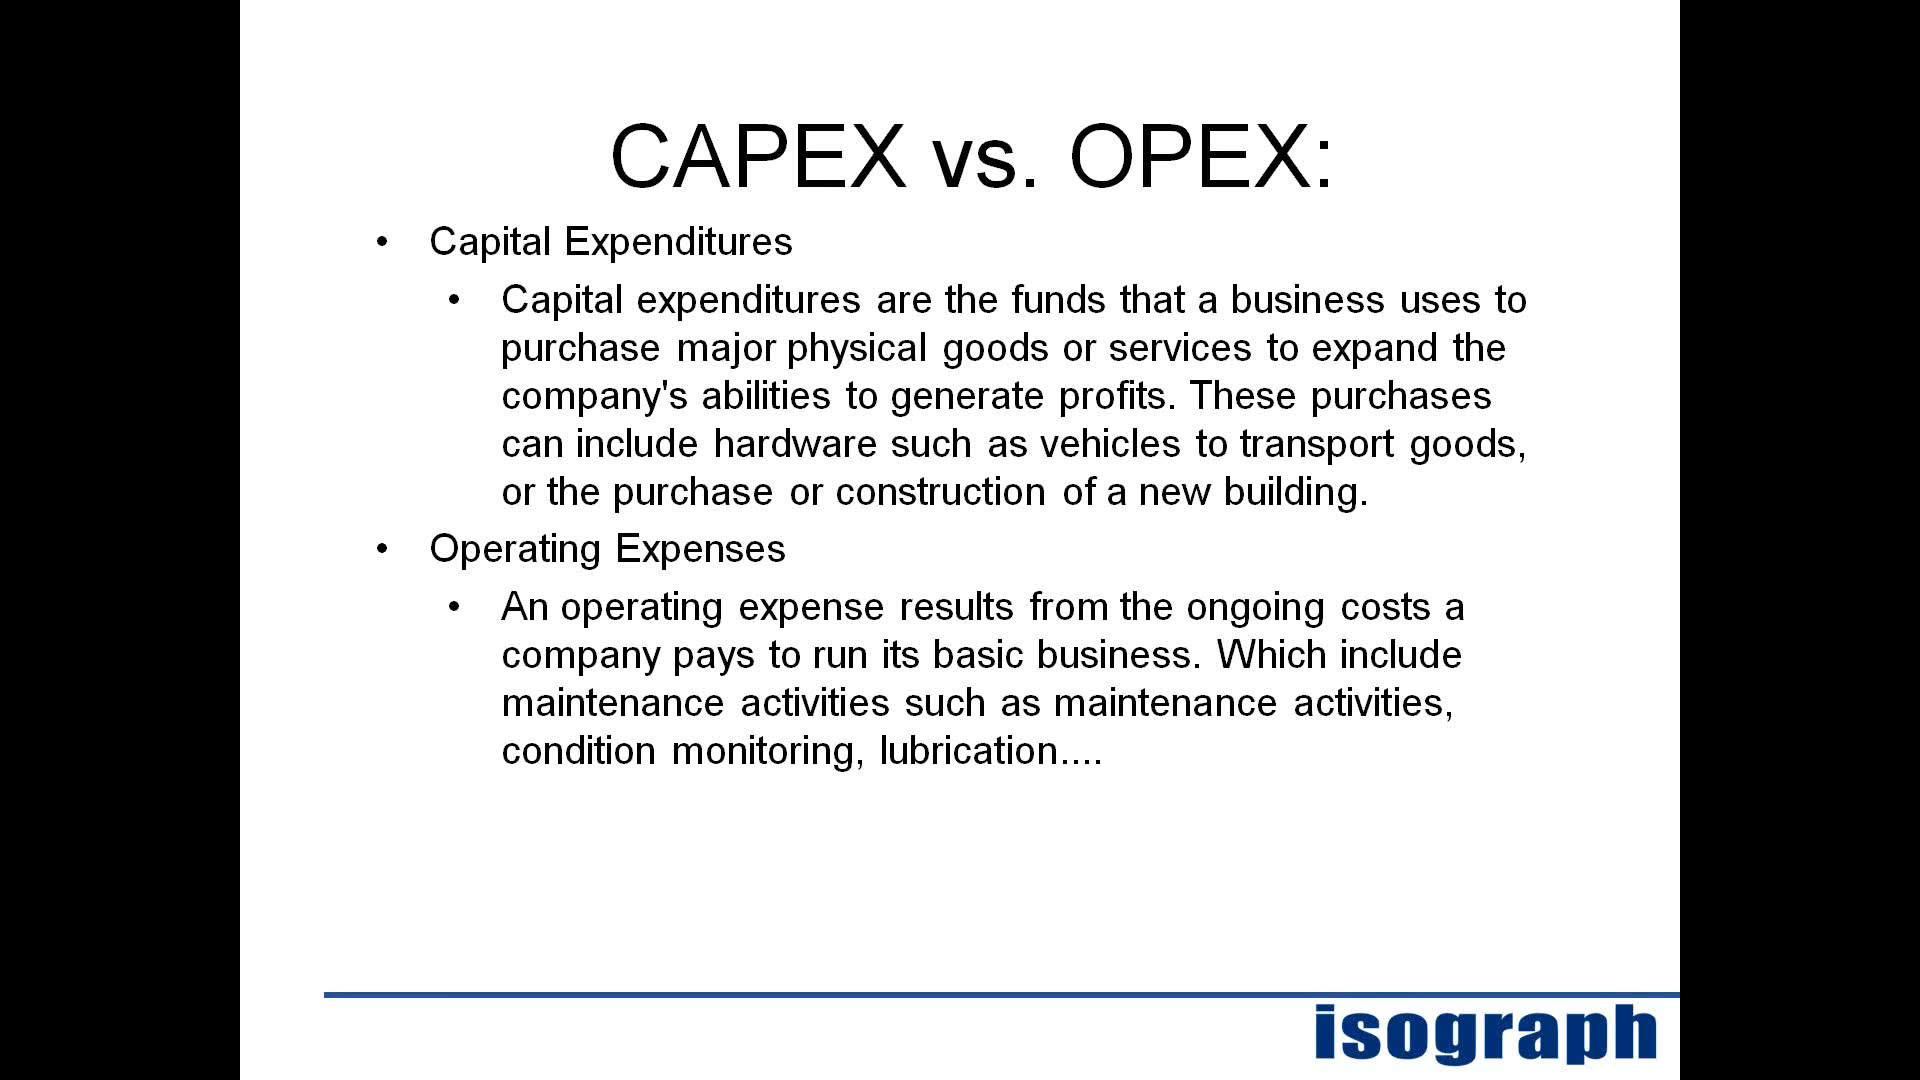 CAPEX vs. OPEX:
• Capital Expenditures
• Capital expenditures are the funds that a business uses to
purchase major physical goods or services to expand the
company's abilities to generate profits. These purchases
can include hardware such as vehicles to transport goods,
or the purchase or construction of a new building.
• Operating Expenses
• An operating expense results from the ongoing costs a
company pays to run its basic business. Which include
maintenance activities such as maintenance activities,
condition monitoring, lubrication....
isograph